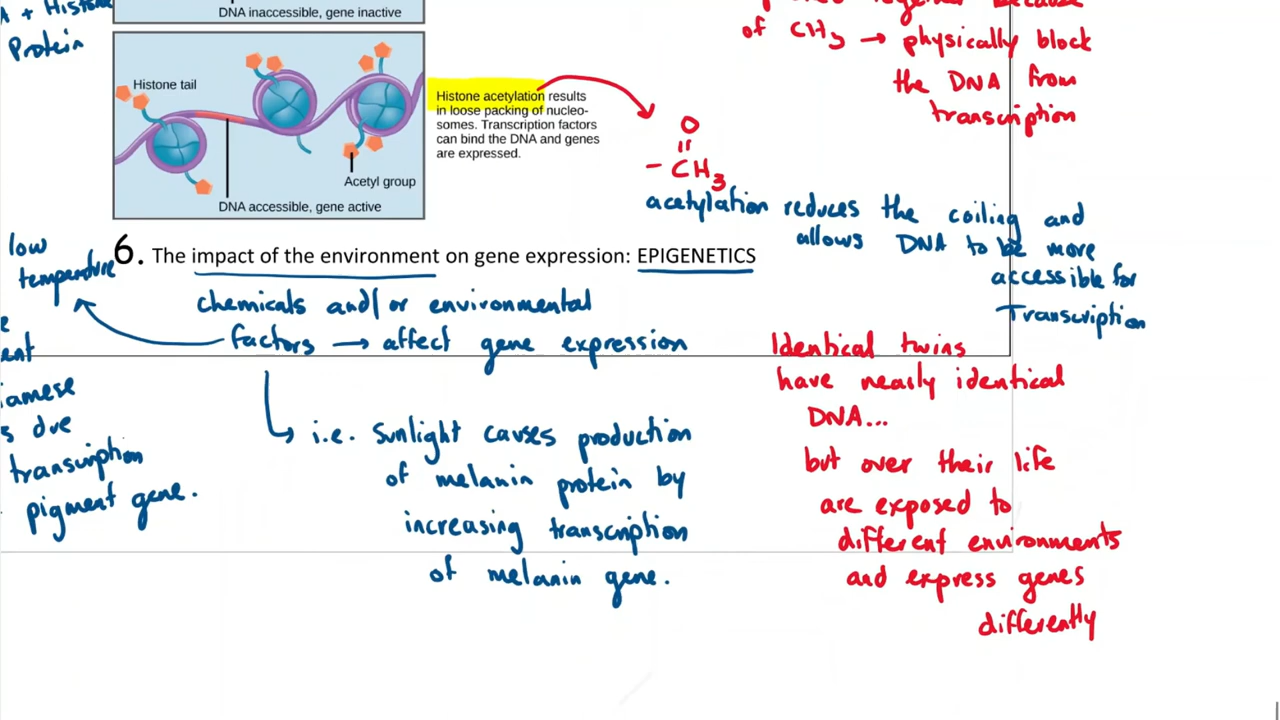 DNA inaccessible, gene inactive
+ Histone
Protein
together because
of CH3 → physically block
the DNA from
transcription
Histone tail
Acetyl group
DNA accessible, gene active
Histone acetylation results
in loose packing of nucleo-
somes. Transcription factors
can bind the DNA and genes
are expressed.
O
- CH3
acetylation reduces the coiling and
allows DNA to be more
accessible for
Transcription
6. The impact of the environment on gene expression: EPIGENETICS
low
temperature
chemicals and/or environmental
factors → affect gene expression
i.e. Sunlight causes production
of melanin protein by
increasing transcription
of melanin gene.
due
transcription
pigment gene.
Identical twins
have nearly identical
DNA...
but over their life
are exposed to
different environments
and express genes
differently